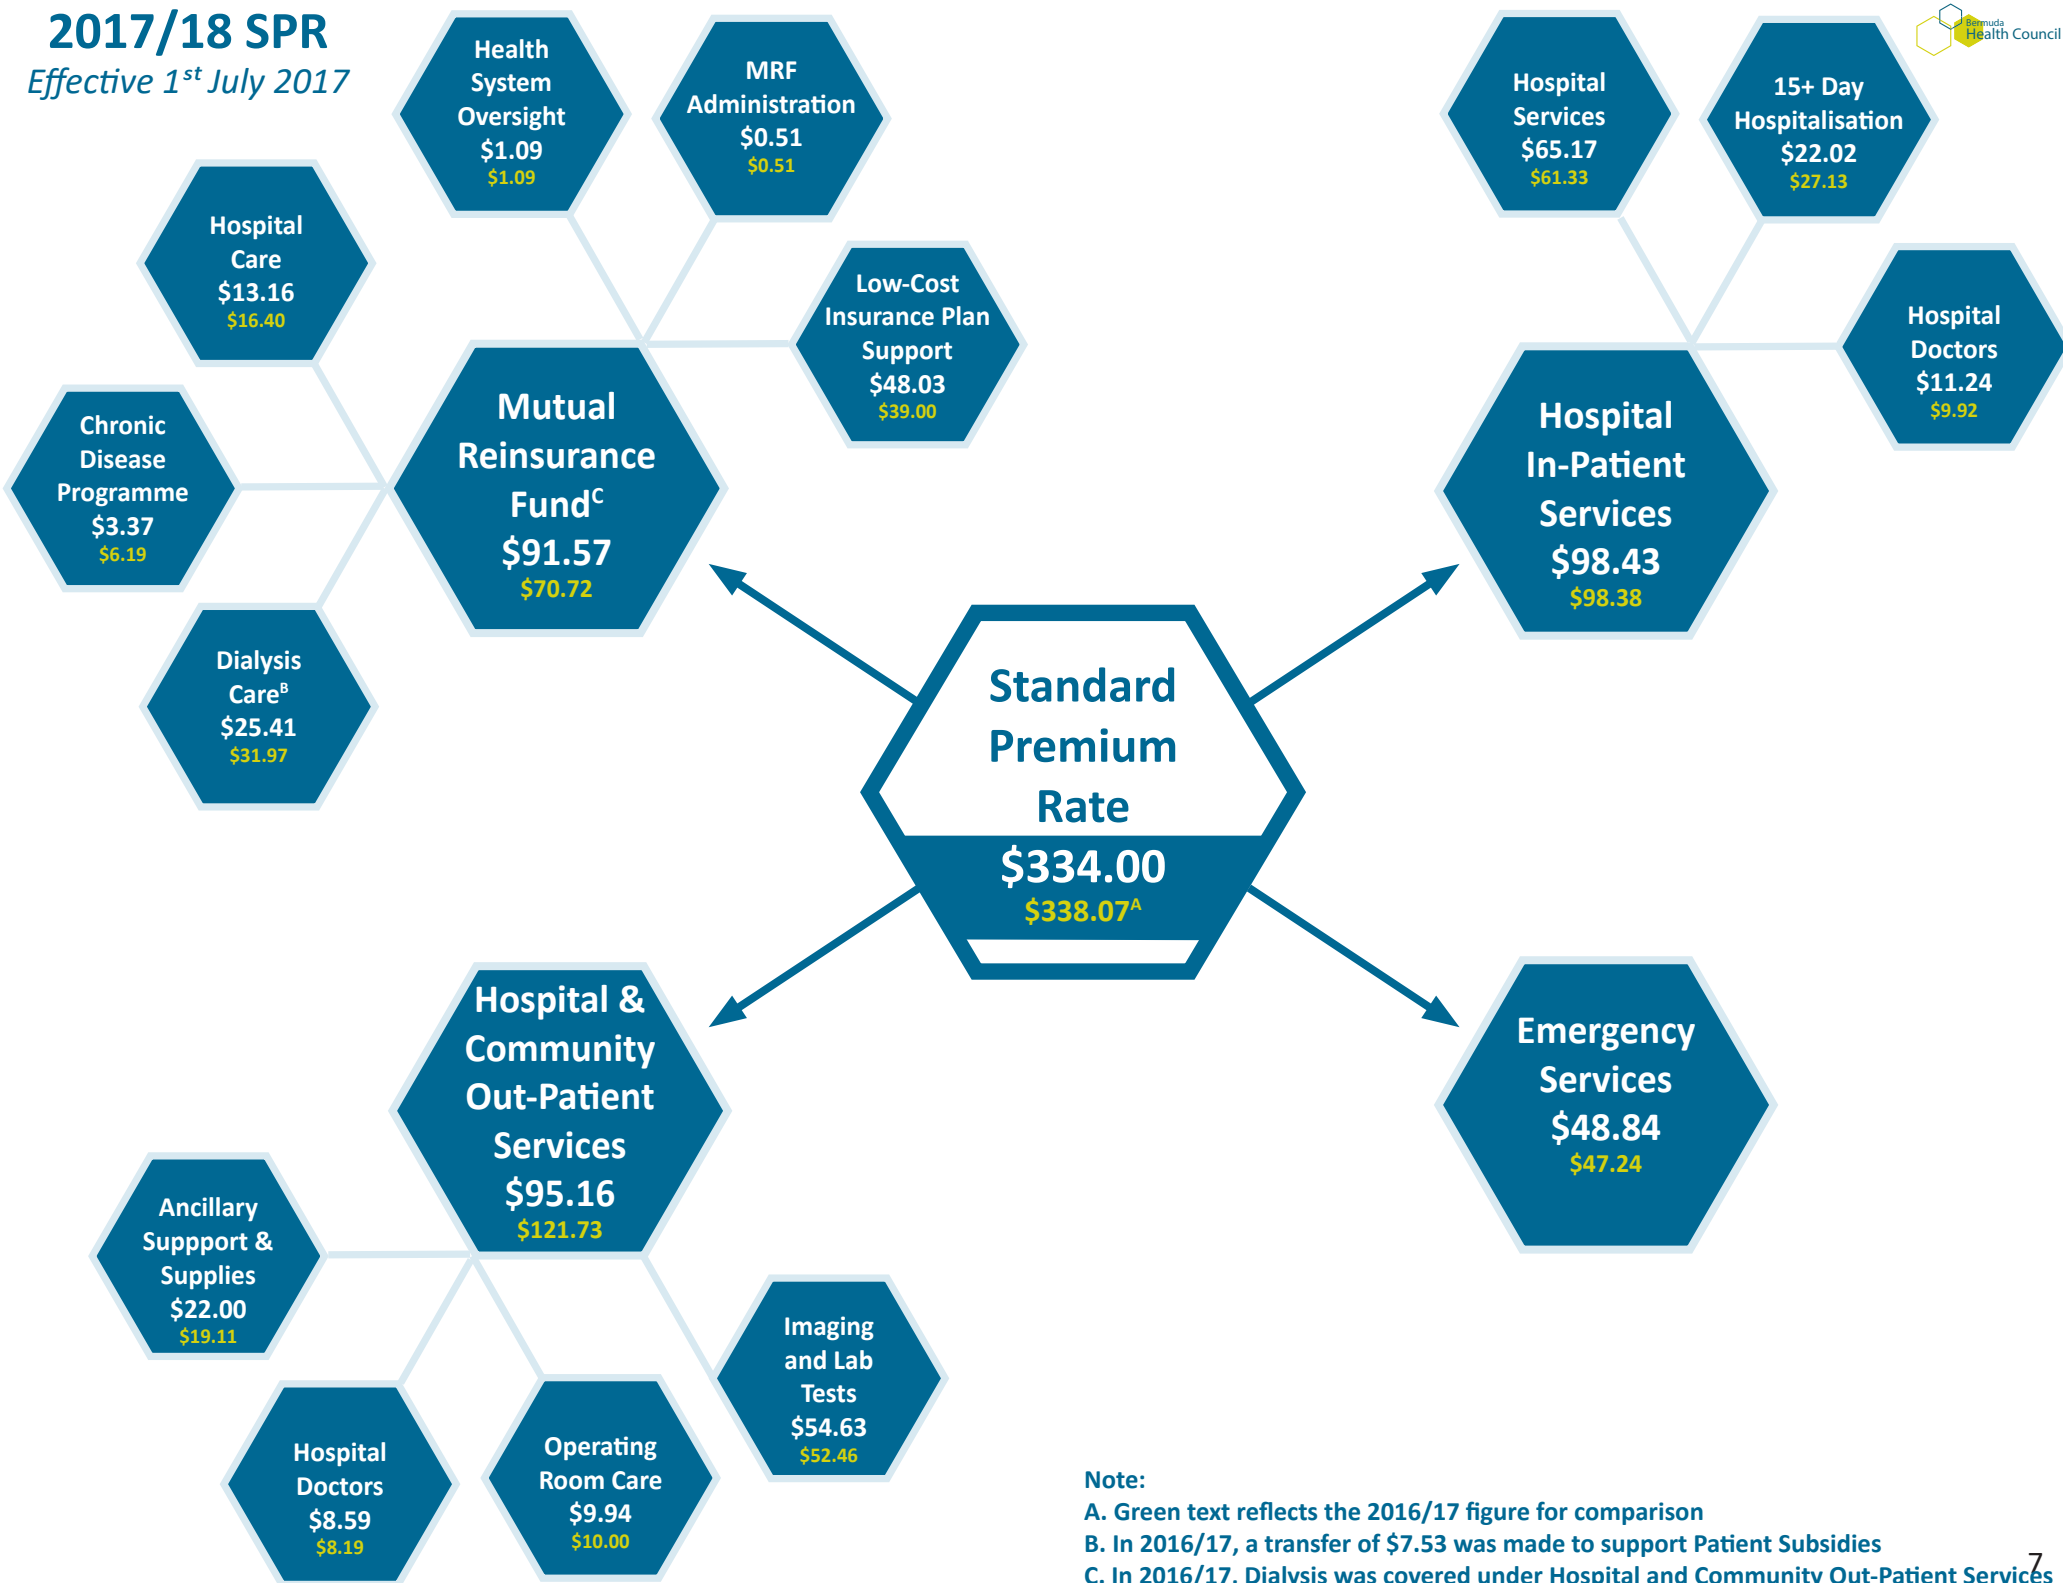 2017/18 SPR
Effective 1st July 2017
Bermuda
Health Council
Health
System
Oversight
$1.09
$1.09
MRF
Administration
$0.51
$0.51
Hospital
Care
$13.16
$16.40
Low-Cost
Insurance Plan
Support
$48.03
$39.00
Chronic
Disease
Programme
$3.37
$6.19
Mutual
Reinsurance
FundC
$91.57
$70.72
Dialysis
CareB
$25.41
$31.97
Hospital
Services
$65.17
$61.33
15+ Day
Hospitalisation
$22.02
$27.13
Hospital
Doctors
$11.24
$9.92
Hospital
In-Patient
Services
$98.43
$98.38
Standard
Premium
Rate
$334.00
$338.07A
Hospital &
Community
Out-Patient
Services
$95.16
$121.73
Emergency
Services
$48.84
$47.24
Ancillary
Suppport &
Supplies
$22.00
$19.11
Hospital
Doctors
$8.59
$8.19
Operating
Room Care
$9.94
$10.00
Imaging
and Lab
Tests
$54.63
$52.46
Note:
A. Green text reflects the 2016/17 figure for comparison
B. In 2016/17, a transfer of $7.53 was made to support Patient Subsidies
C. In 2016/17, Dialysis was covered under Hospital and Community Out-Patient Services
7